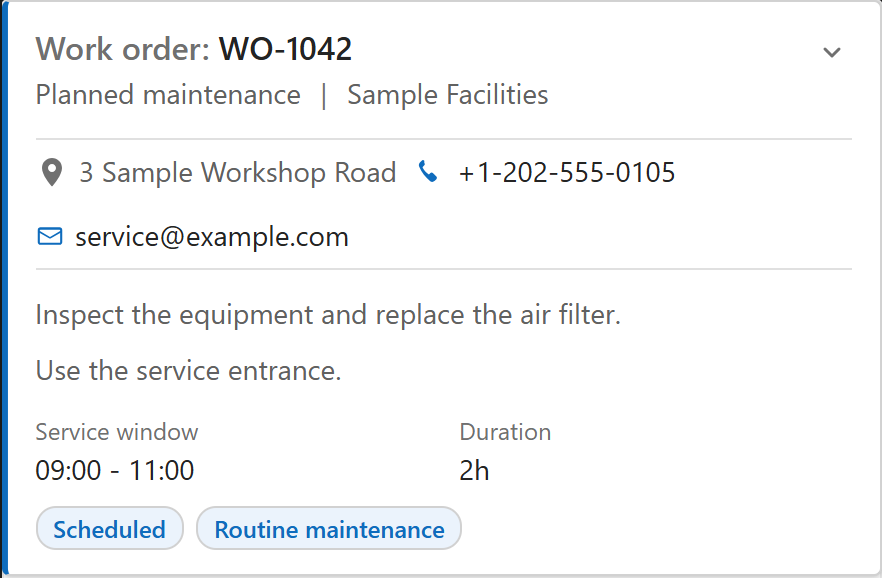 Work order: WO-1042
Planned maintenance | Sample Facilities
3 Sample Workshop Road +1-202-555-0105
service@example.com
Inspect the equipment and replace the air filter.
Use the service entrance.
Service window Duration
09:00 - 11:00 2h
Scheduled Routine maintenance